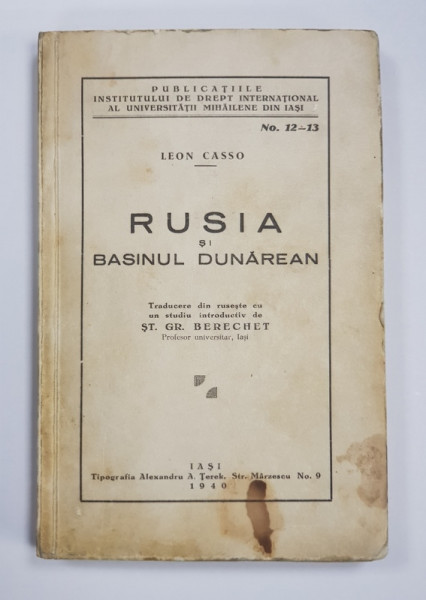 PUBLICAȚIILE
INSTITUTULUI DE DREPT INTERNAȚIONAL
AL UNIVERSITĂȚII MIHĂILENE DIN IAȘI
No. 12—13
LEON CASSO
RUSIA
ȘI
BASINUL DUNĂREAN
Traducere din rusește cu
un studiu introductiv de
ȘT. GR. BERECHET
Profesor universitar, Iași
IAȘI
Tipografia Alexandru A. Țerek, Str. Mârzescu No. 9
1940